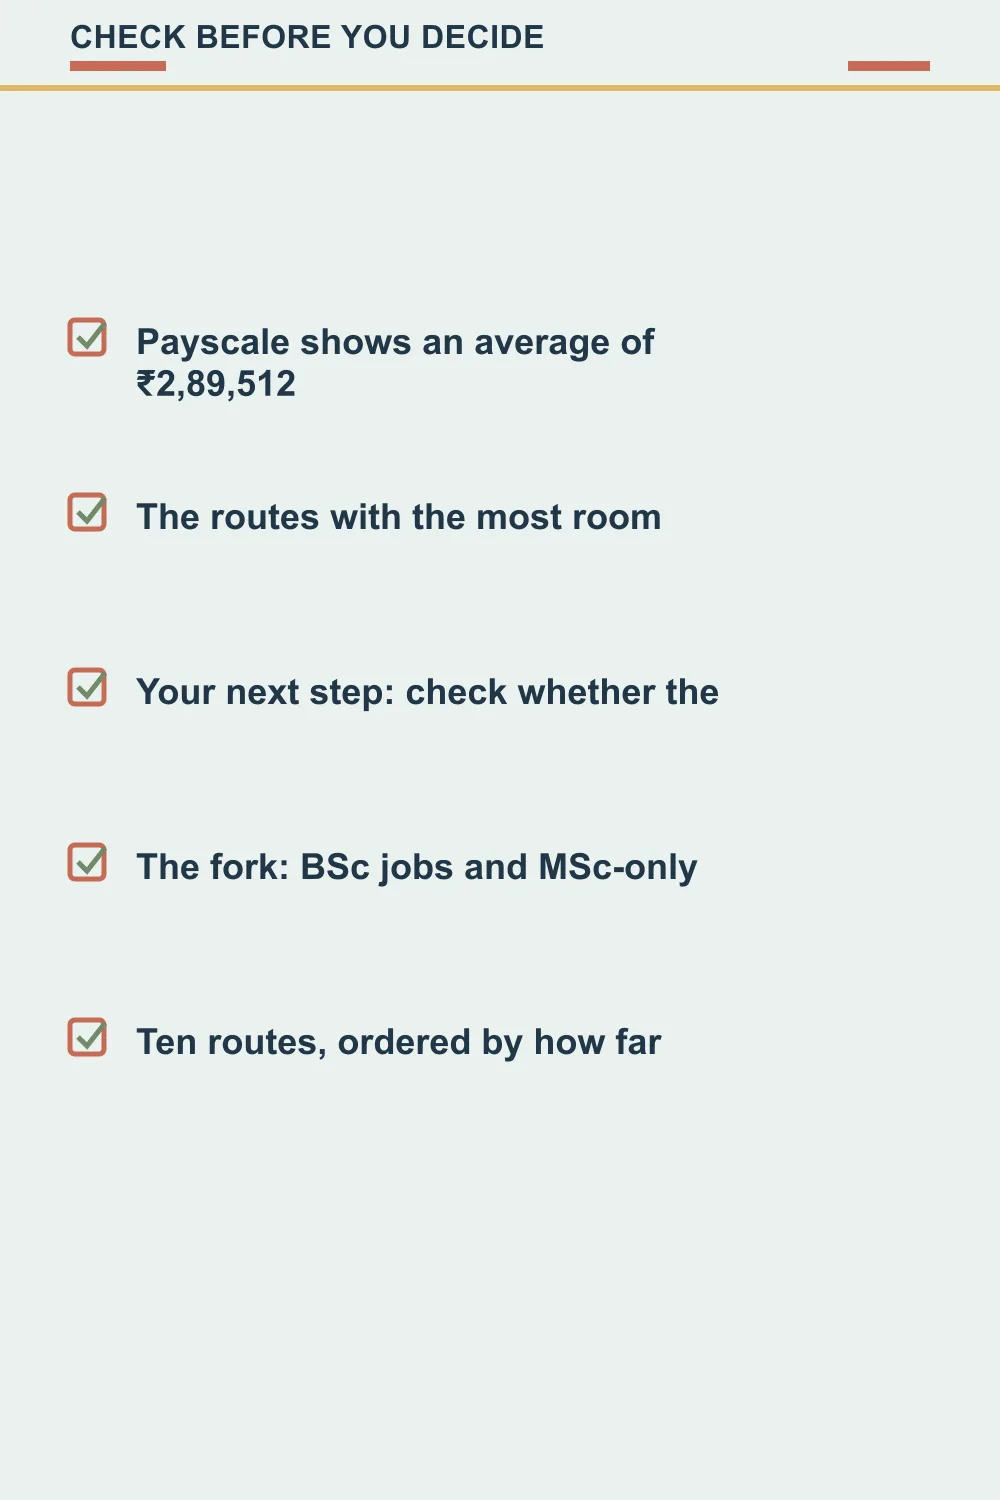 CHECK BEFORE YOU DECIDE
Payscale shows an average of
₹2,89,512
The routes with the most room
Your next step: check whether the
The fork: BSc jobs and MSc-only
Ten routes, ordered by how far